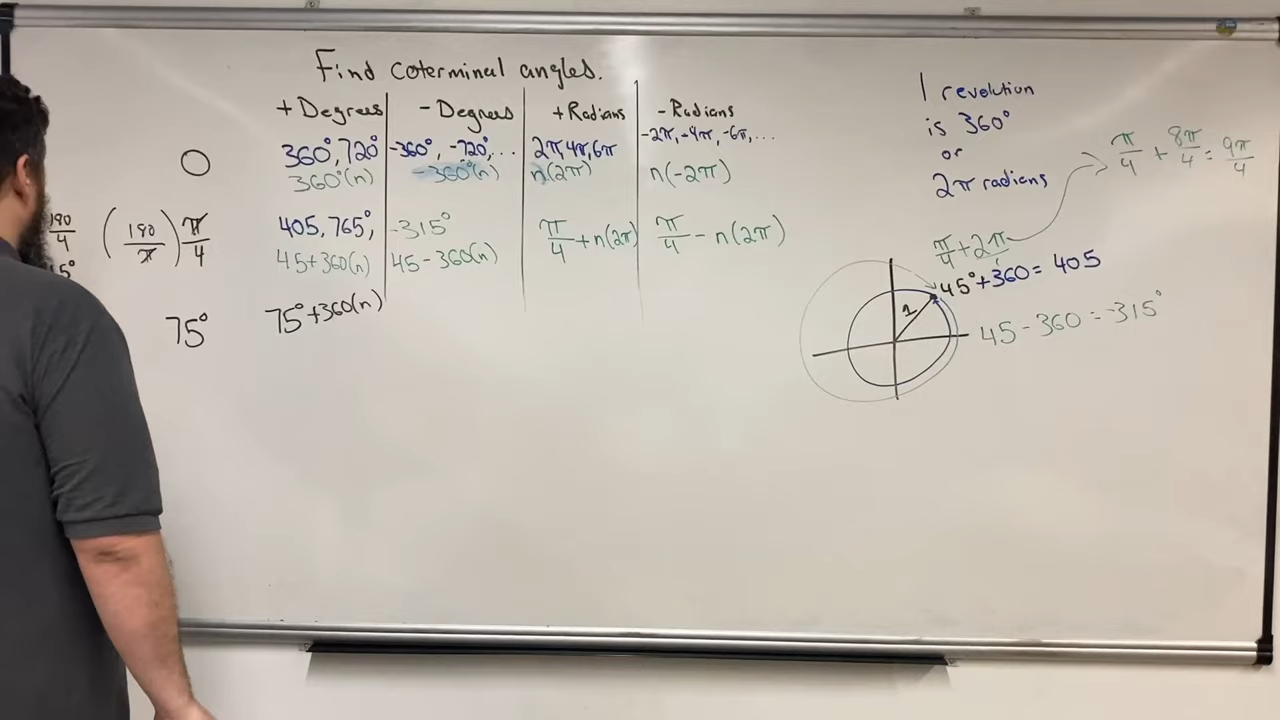 Find coterminal angles.
+ Degrees - Degrees + Radians - Radians
0 360°, 720° -360°, -720°, ... 2π, 4π, 6π -2π, -4π, -6π, ...
360°(n) -360°(n) n(2π) n(-2π)
180/4 (180/π) π/4 405, 765°, -315° π/4 + n(2π) π/4 - n(2π)
45+360(n) 45-360(n)
75° 75°+360(n)
1 revolution
is 360°
or
2π radians
π/4 + 8π/4 = 9π/4
π/4 + 2π
45°+360 = 405
1
45 - 360 = -315°